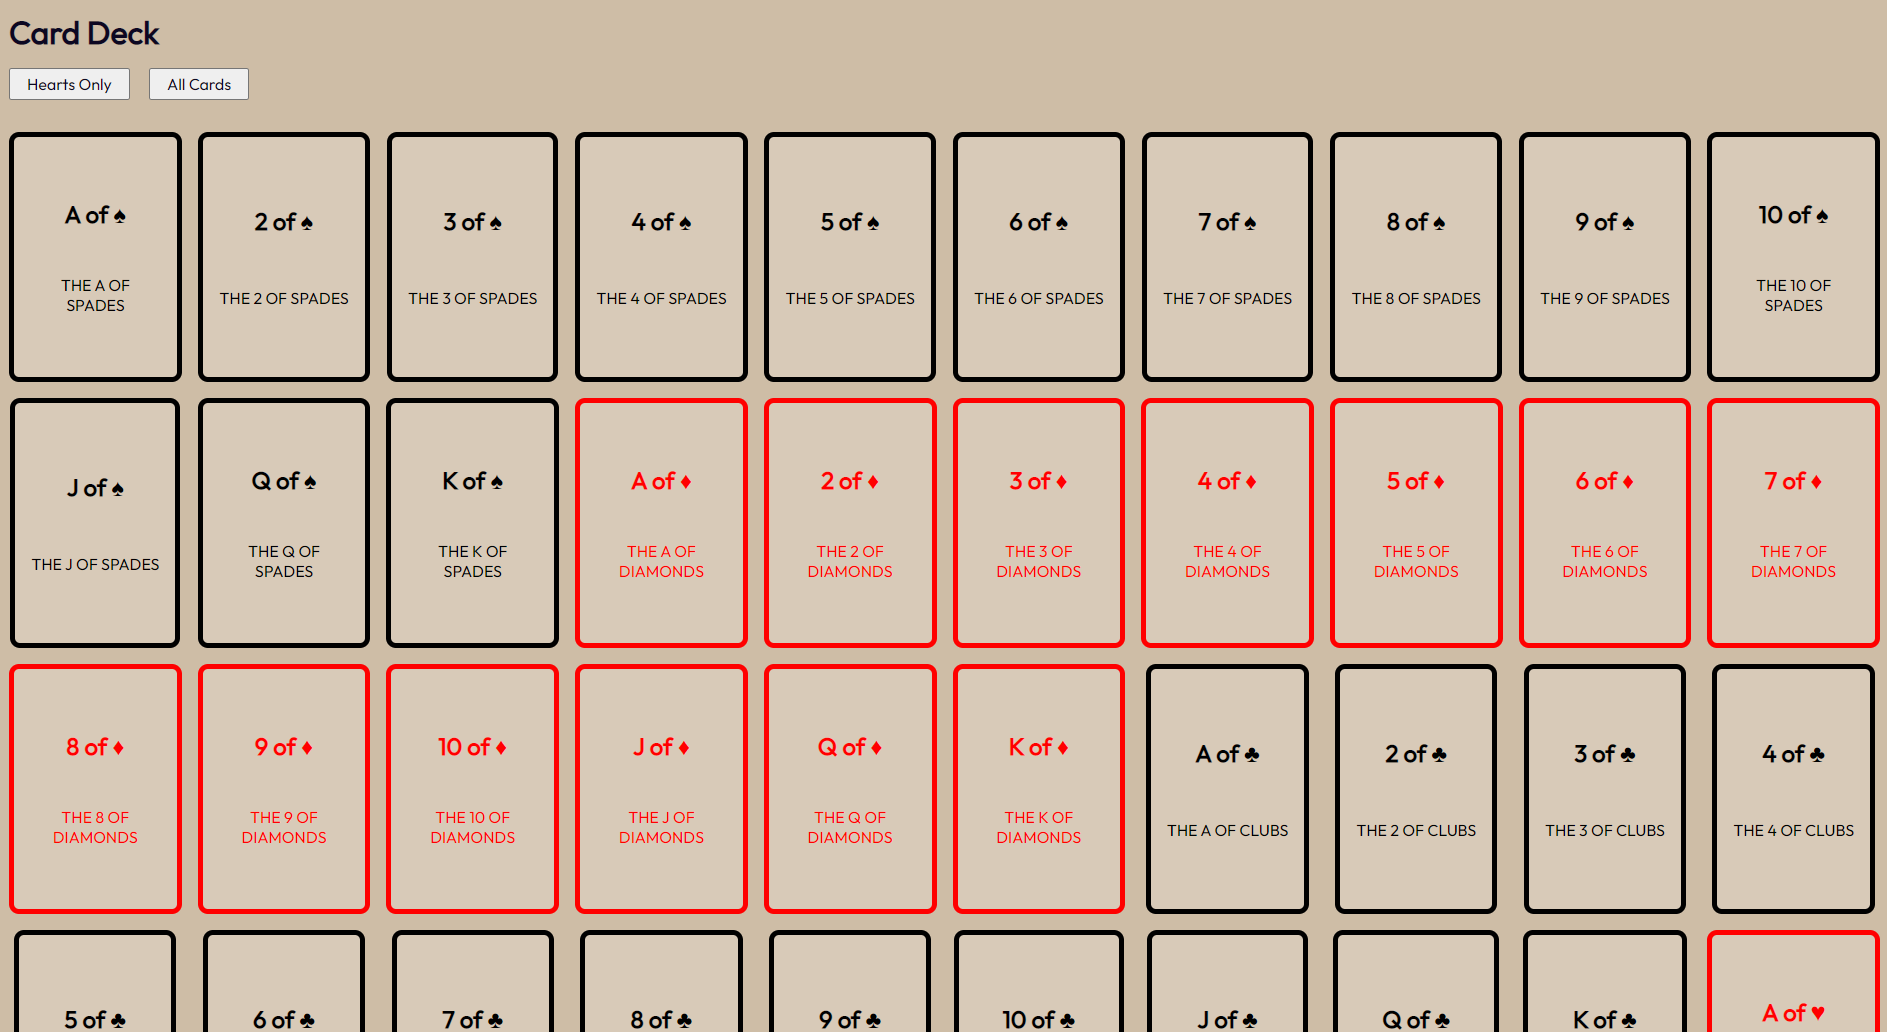 Card Deck
Hearts Only
All Cards
A of ♠
THE A OF
SPADES
2 of ♠
THE 2 OF SPADES
3 of ♠
THE 3 OF SPADES
4 of ♠
THE 4 OF SPADES
5 of ♠
THE 5 OF SPADES
6 of ♠
THE 6 OF SPADES
7 of ♠
THE 7 OF SPADES
8 of ♠
THE 8 OF SPADES
9 of ♠
THE 9 OF SPADES
10 of ♠
THE 10 OF
SPADES
J of ♠
THE J OF SPADES
Q of ♠
THE Q OF
SPADES
K of ♠
THE K OF
SPADES
A of ♦
THE A OF
DIAMONDS
2 of ♦
THE 2 OF
DIAMONDS
3 of ♦
THE 3 OF
DIAMONDS
4 of ♦
THE 4 OF
DIAMONDS
5 of ♦
THE 5 OF
DIAMONDS
6 of ♦
THE 6 OF
DIAMONDS
7 of ♦
THE 7 OF
DIAMONDS
8 of ♦
THE 8 OF
DIAMONDS
9 of ♦
THE 9 OF
DIAMONDS
10 of ♦
THE 10 OF
DIAMONDS
J of ♦
THE J OF
DIAMONDS
Q of ♦
THE Q OF
DIAMONDS
K of ♦
THE K OF
DIAMONDS
A of ♣
THE A OF CLUBS
2 of ♣
THE 2 OF CLUBS
3 of ♣
THE 3 OF CLUBS
4 of ♣
THE 4 OF CLUBS
5 of ♣
6 of ♣
7 of ♣
8 of ♣
9 of ♣
10 of ♣
J of ♣
Q of ♣
K of ♣
A of ♥